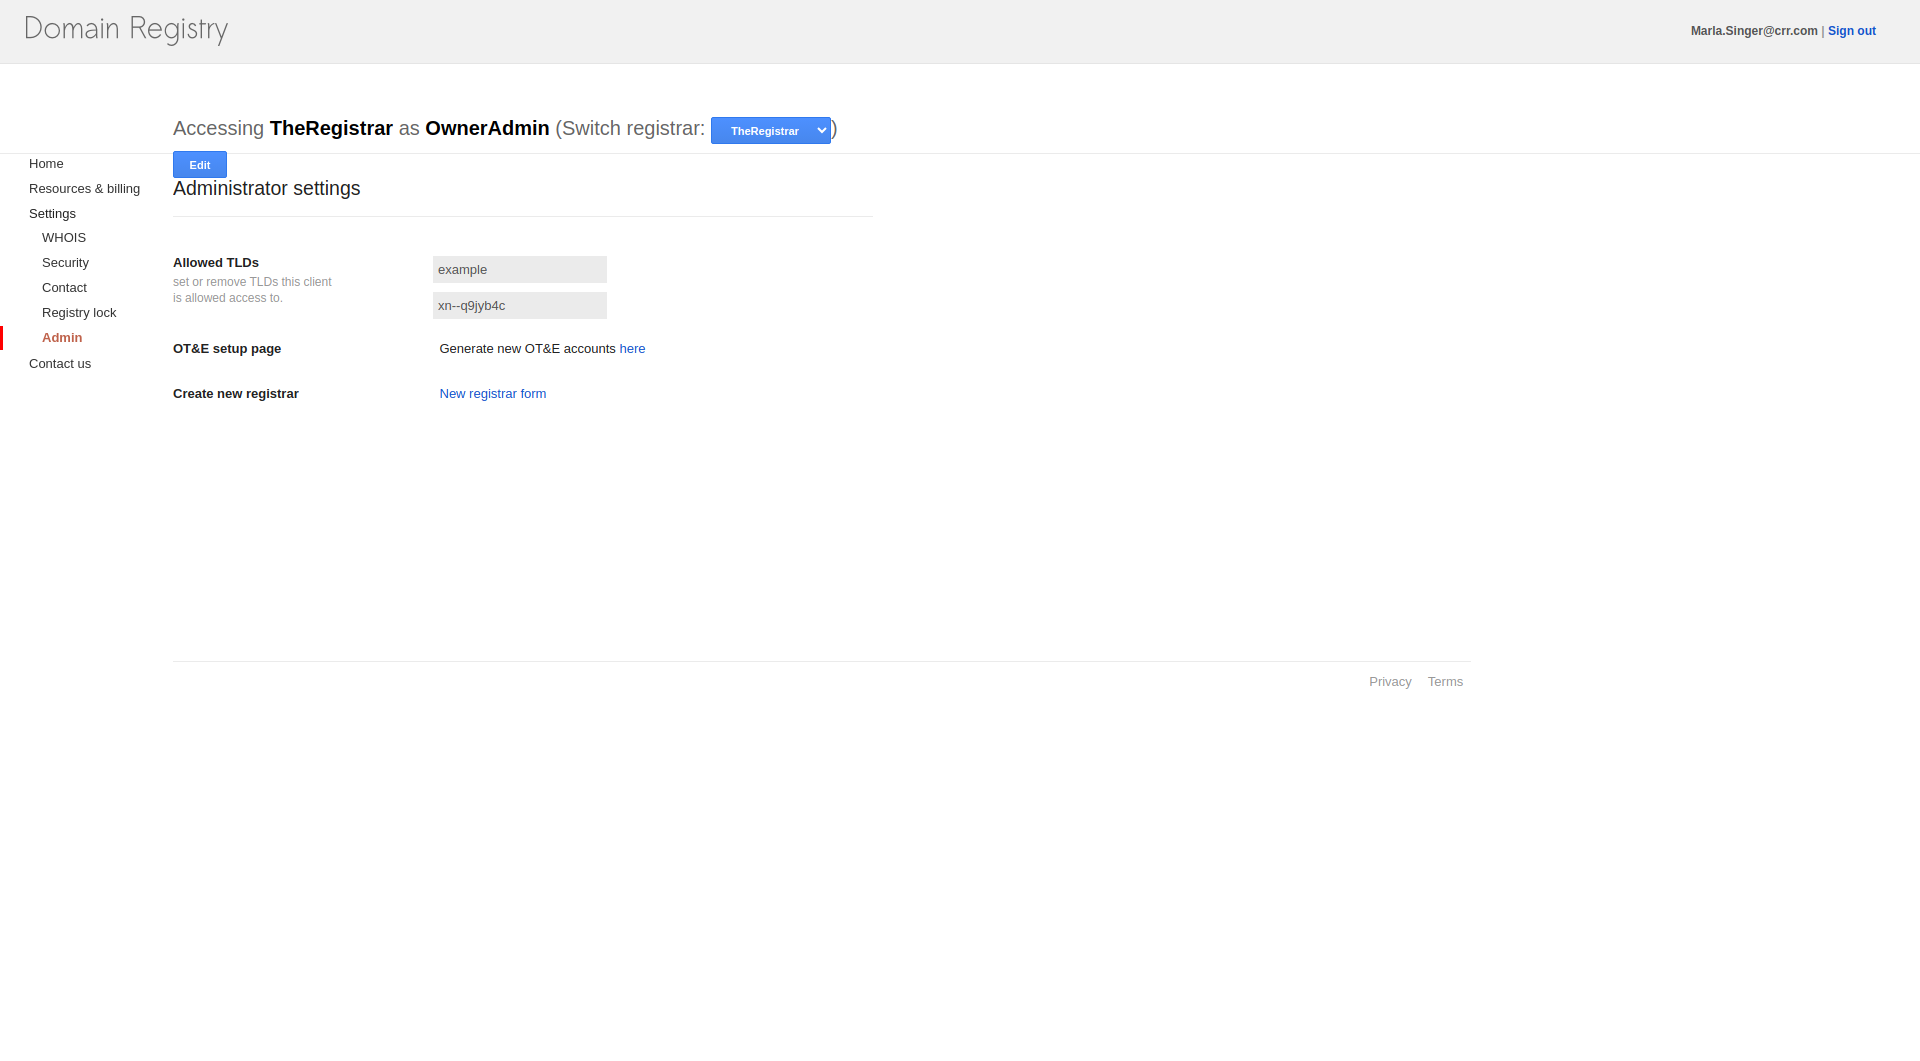 Domain Registry
Marla.Singer@crr.com | Sign out
Accessing TheRegistrar as OwnerAdmin (Switch registrar: TheRegistrar)
Edit
Administrator settings
Home
Resources & billing
Settings
WHOIS
Security
Contact
Registry lock
Admin
Contact us
Allowed TLDs
set or remove TLDs this client
is allowed access to.
example
xn--q9jyb4c
OT&E setup page
Generate new OT&E accounts here
Create new registrar
New registrar form
Privacy Terms